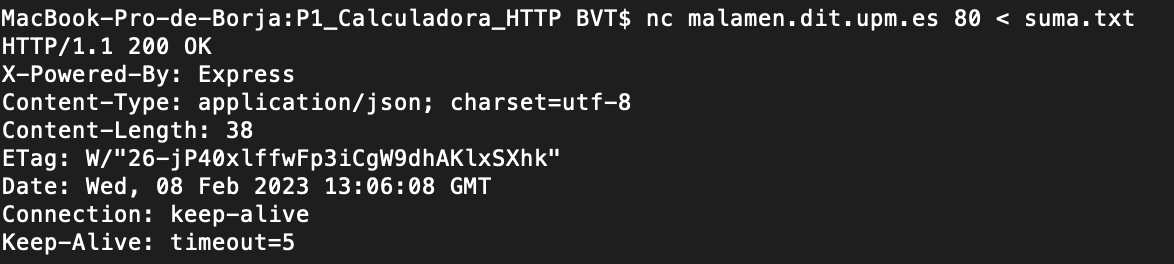 MacBook-Pro-de-Borja:P1_Calculadora_HTTP BVT$ nc malamen.dit.upm.es 80 < suma.txt
HTTP/1.1 200 OK
X-Powered-By: Express
Content-Type: application/json; charset=utf-8
Content-Length: 38
ETag: W/"26-jP40xlffwFp3iCgW9dhAKlxSXhk"
Date: Wed, 08 Feb 2023 13:06:08 GMT
Connection: keep-alive
Keep-Alive: timeout=5